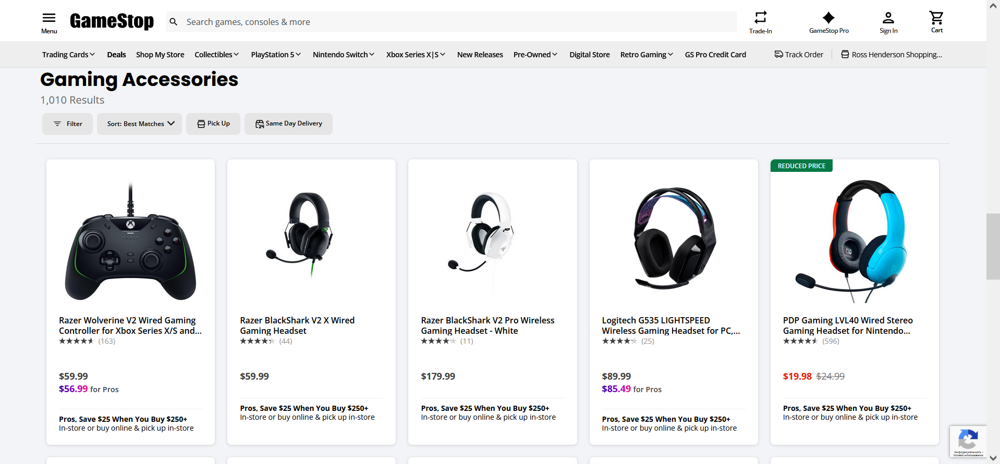 Menu
GameStop
Search games, consoles & more
Trade-In
GameStop Pro
Sign In
Cart
Trading Cards
Deals
Shop My Store
Collectibles
PlayStation 5
Nintendo Switch
Xbox Series X|S
New Releases
Pre-Owned
Digital Store
Retro Gaming
GS Pro Credit Card
Track Order
Ross Henderson Shopping...
Gaming Accessories
1,010 Results
Filter
Sort: Best Matches
Pick Up
24
Same Day Delivery
Razer Wolverine V2 Wired Gaming
Controller for Xbox Series X/S and...
(163)
$59.99
$56.99 for Pros
Pros, Save $25 When You Buy $250+
In-store or buy online & pick up in-store
Razer BlackShark V2 X Wired
Gaming Headset
(44)
$59.99
Pros, Save $25 When You Buy $250+
In-store or buy online & pick up in-store
Razer BlackShark V2 Pro Wireless
Gaming Headset - White
(11)
$179.99
Pros, Save $25 When You Buy $250+
In-store or buy online & pick up in-store
Logitech G535 LIGHTSPEED
Wireless Gaming Headset for PC,...
(25)
$89.99
$85.49 for Pros
Pros, Save $25 When You Buy $250+
In-store or buy online & pick up in-store
REDUCED PRICE
PDP Gaming LVL40 Wired Stereo
Gaming Headset for Nintendo...
(596)
$19.98 $24.99
Pros, Save $25 When You Buy $250+
In-store or buy online & pick up in-store
Конфиденциальность -
Условия использования